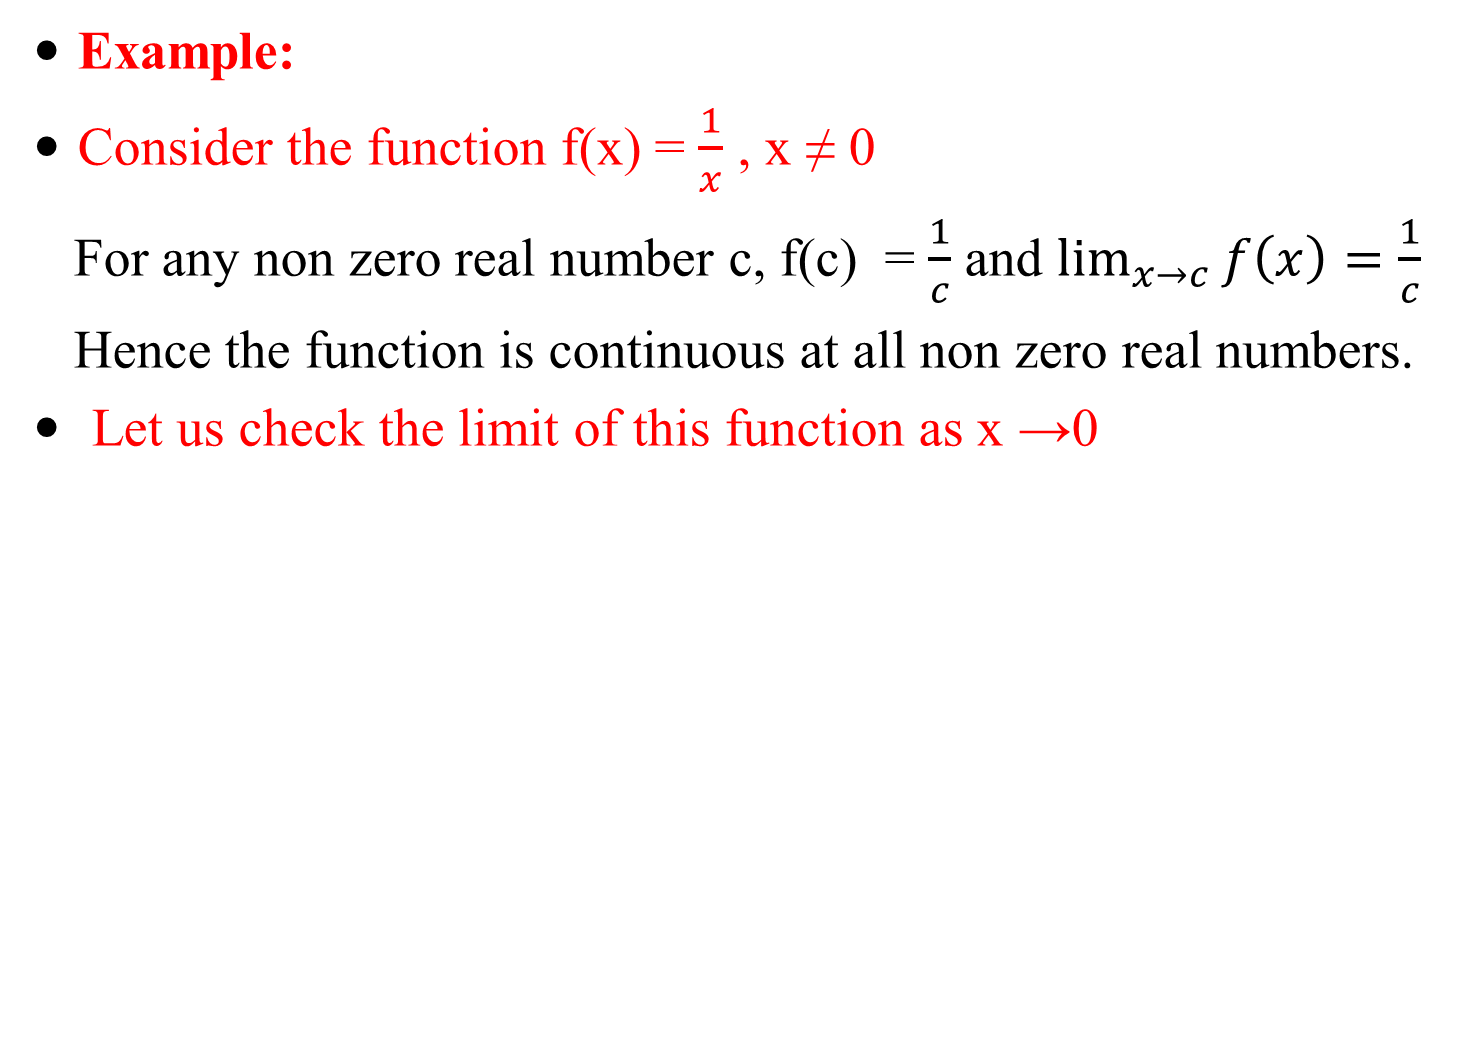 • Example:
• Consider the function f(x) = 1/x , x ≠ 0
For any non zero real number c, f(c) = 1/c and lim x→c f(x) = 1/c
Hence the function is continuous at all non zero real numbers.
• Let us check the limit of this function as x →0